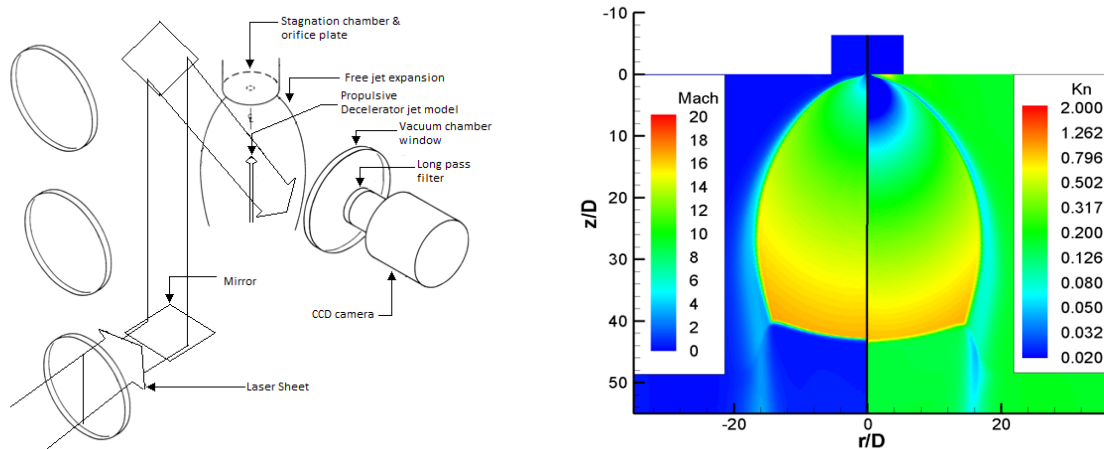 Stagnation chamber &
orifice plate
Free jet expansion
Propulsive
Decelerator jet model
Vacuum chamber
window
Long pass
filter
Mirror
CCD camera
Laser Sheet
-10
0
10
20
30
40
50
z/D
-20
0
20
r/D
Mach
20
18
16
14
12
10
8
6
4
2
0
Kn
2.000
1.262
0.796
0.502
0.317
0.200
0.126
0.080
0.050
0.032
0.020